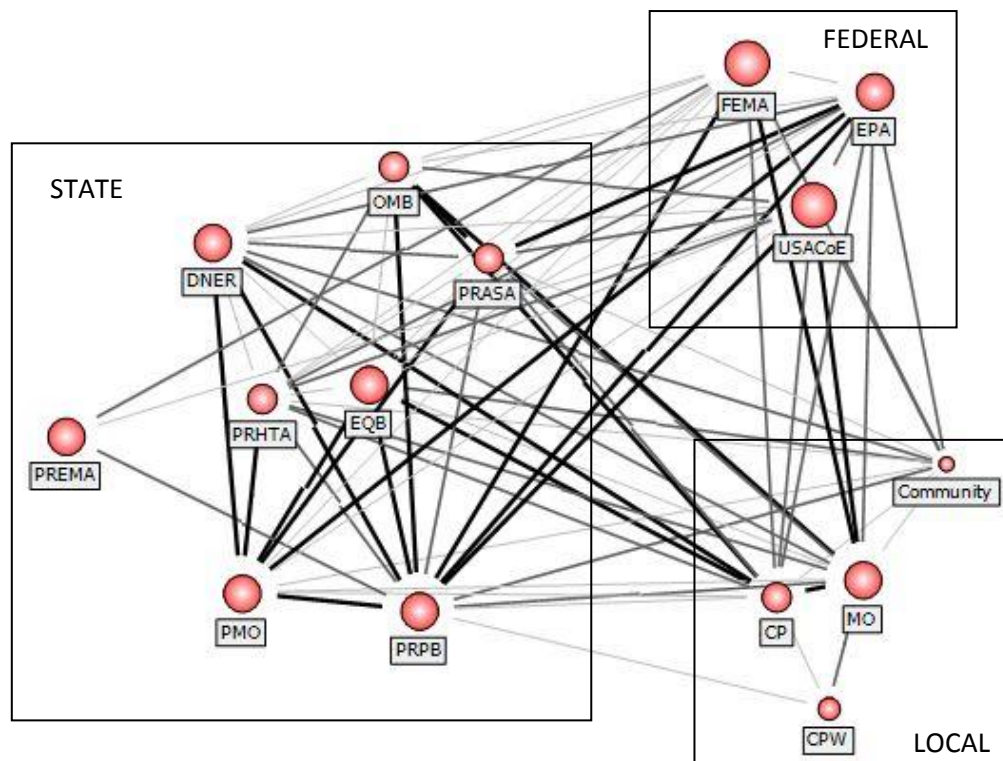 FEDERAL
FEMA
EPA
USACoE
STATE
OMB
DNER
PRASA
PRHTA
EQB
PREMA
PMO
PRPB
Community
CP
MO
CPW
LOCAL